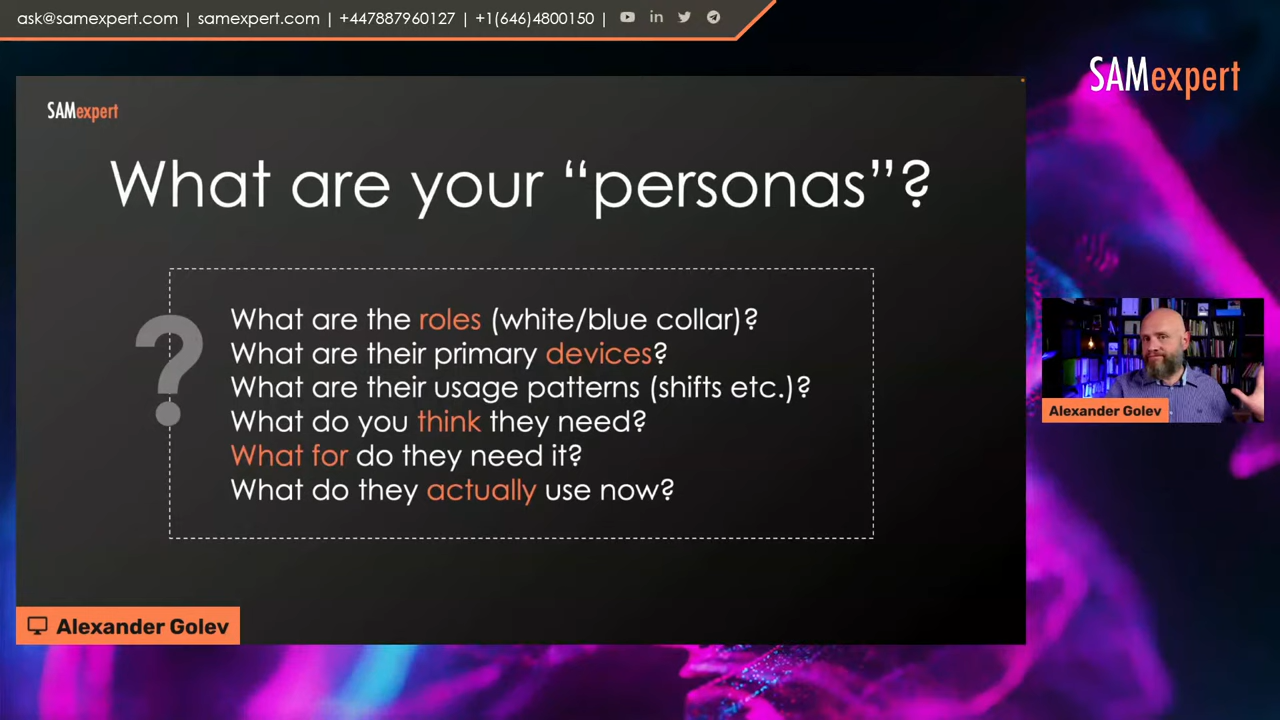 ask@samexpert.com | samexpert.com | +447887960127 | +1(646)4800150 |
SAMexpert
SAMexpert
What are your “personas”?
?
What are the roles (white/blue collar)?
What are their primary devices?
What are their usage patterns (shifts etc.)?
What do you think they need?
What for do they need it?
What do they actually use now?
Alexander Golev
Alexander Golev